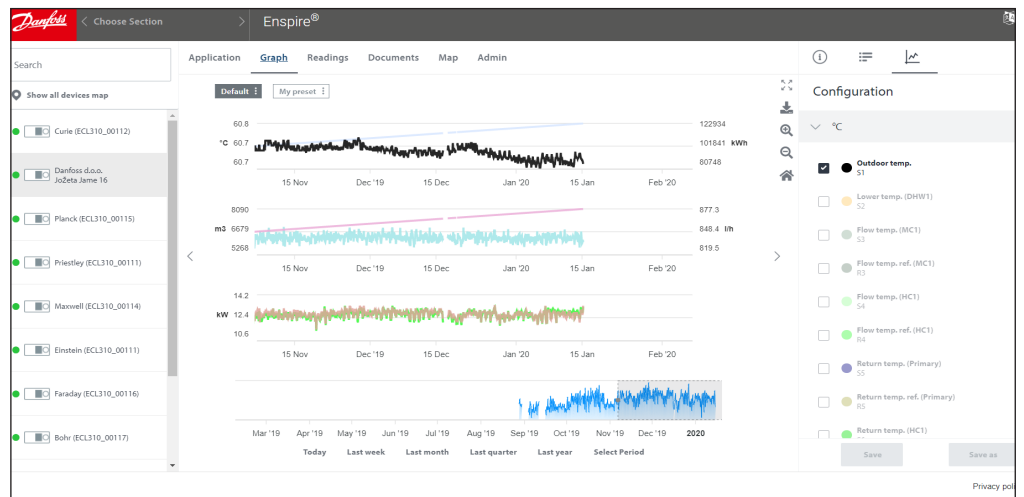 Danfoss
Choose Section
Enspire®
Search
Show all devices map
Curie (ECL310_00112)
Danfoss d.o.o.
Jožeta Jame 16
Planck (ECL310_00115)
Priestley (ECL310_00111)
Maxwell (ECL310_00114)
Einstein (ECL310_00111)
Faraday (ECL310_00116)
Bohr (ECL310_00117)
Application Graph Readings Documents Map Admin
Default My preset
60.8 122934
°C 60.7 101841 kWh
60.7 80748
15 Nov Dec '19 15 Dec Jan '20 15 Jan Feb '20
8090 877.3
m3 6679 848.4 l/h
5268 819.5
15 Nov Dec '19 15 Dec Jan '20 15 Jan Feb '20
14.2
kW 12.4
10.6
15 Nov Dec '19 15 Dec Jan '20 15 Jan Feb '20
Mar '19 Apr '19 May '19 Jun '19 Jul '19 Aug '19 Sep '19 Oct '19 Nov '19 Dec '19 2020
Today Last week Last month Last quarter Last year Select Period
Configuration
°C
Outdoor temp.
S1
Lower temp. (DHW1)
S2
Flow temp. (MC1)
S3
Flow temp. ref. (MC1)
R3
Flow temp. (HC1)
S4
Flow temp. ref. (HC1)
R4
Return temp. (Primary)
S5
Return temp. ref. (Primary)
R5
Return temp. (HC1)
Save Save as
Privacy poli